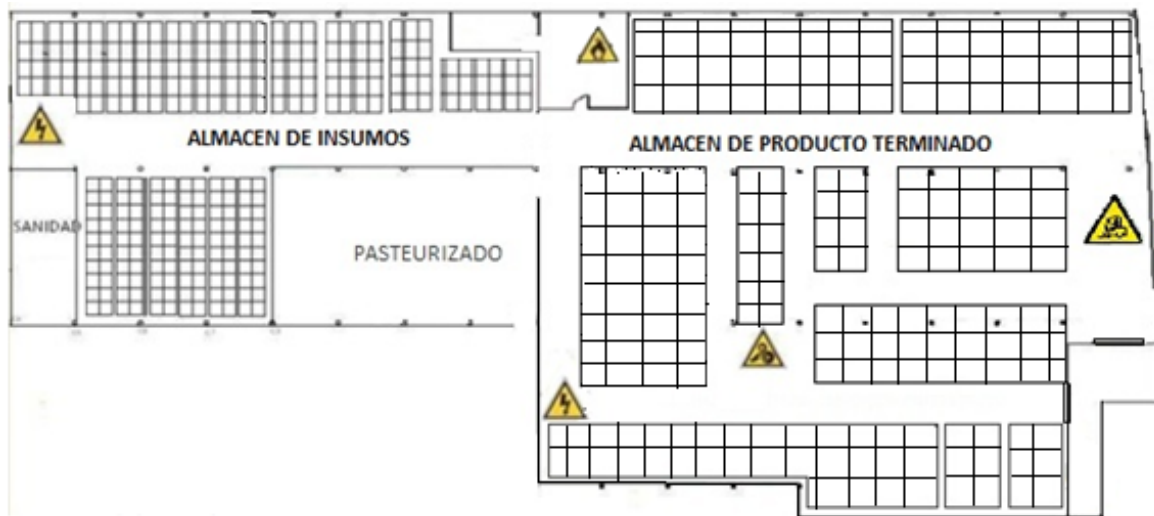 ALMACEN DE INSUMOS
ALMACEN DE PRODUCTO TERMINADO
SANIDAD
PASTEURIZADO